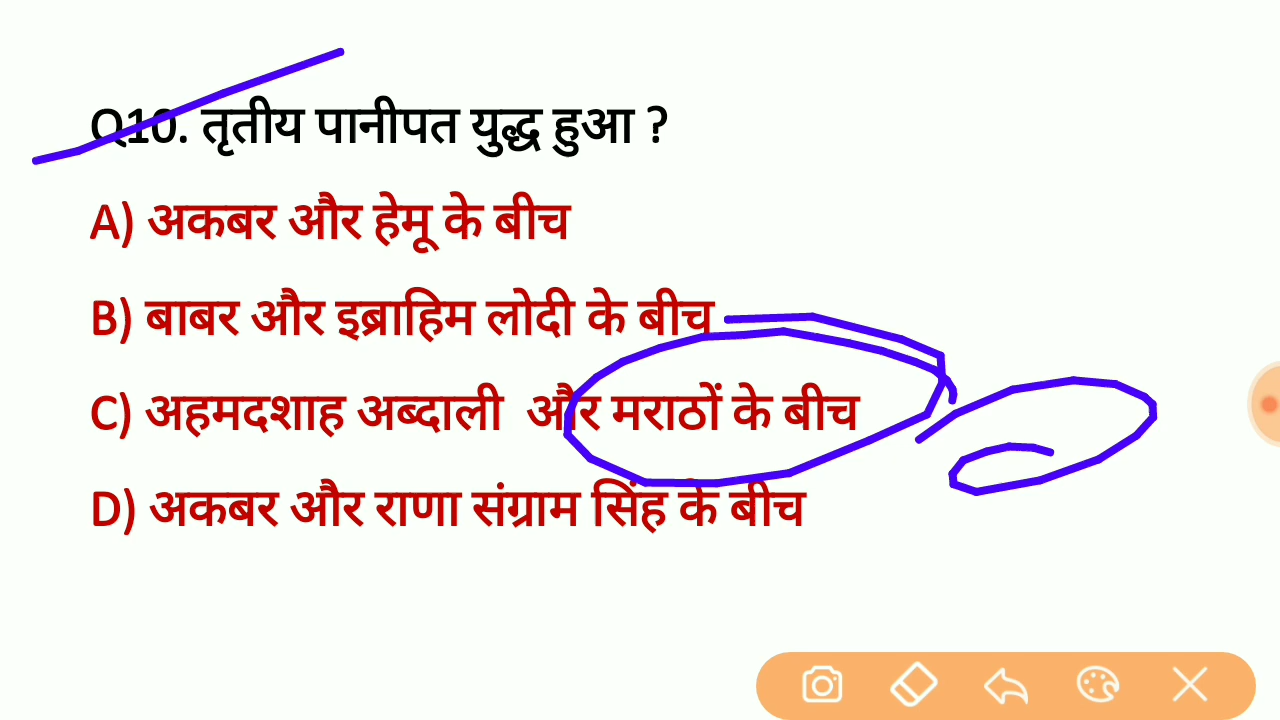 Q10. तृतीय पानीपत युद्ध हुआ ?
A) अकबर और हेमू के बीच
B) बाबर और इब्राहिम लोदी के बीच
C) अहमदशाह अब्दाली और मराठों के बीच
D) अकबर और राणा संग्राम सिंह के बीच